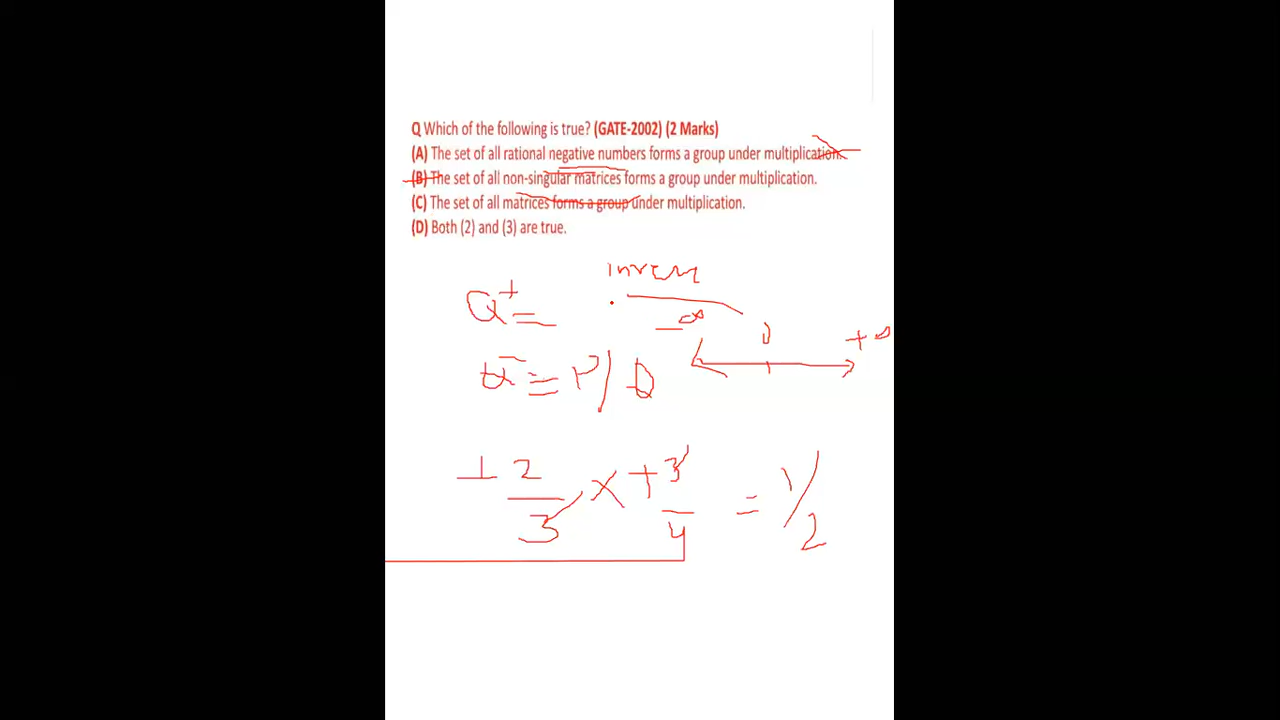 Q Which of the following is true? (GATE-2002) (2 Marks)
(A) The set of all rational negative numbers forms a group under multiplication.
(B) The set of all non-singular matrices forms a group under multiplication.
(C) The set of all matrices forms a group under multiplication.
(D) Both (2) and (3) are true.
Q⁺ =
-∞ 0 +∞
Q⁻ = P/Q
+ 2/3 × + 3/4 = 1/2